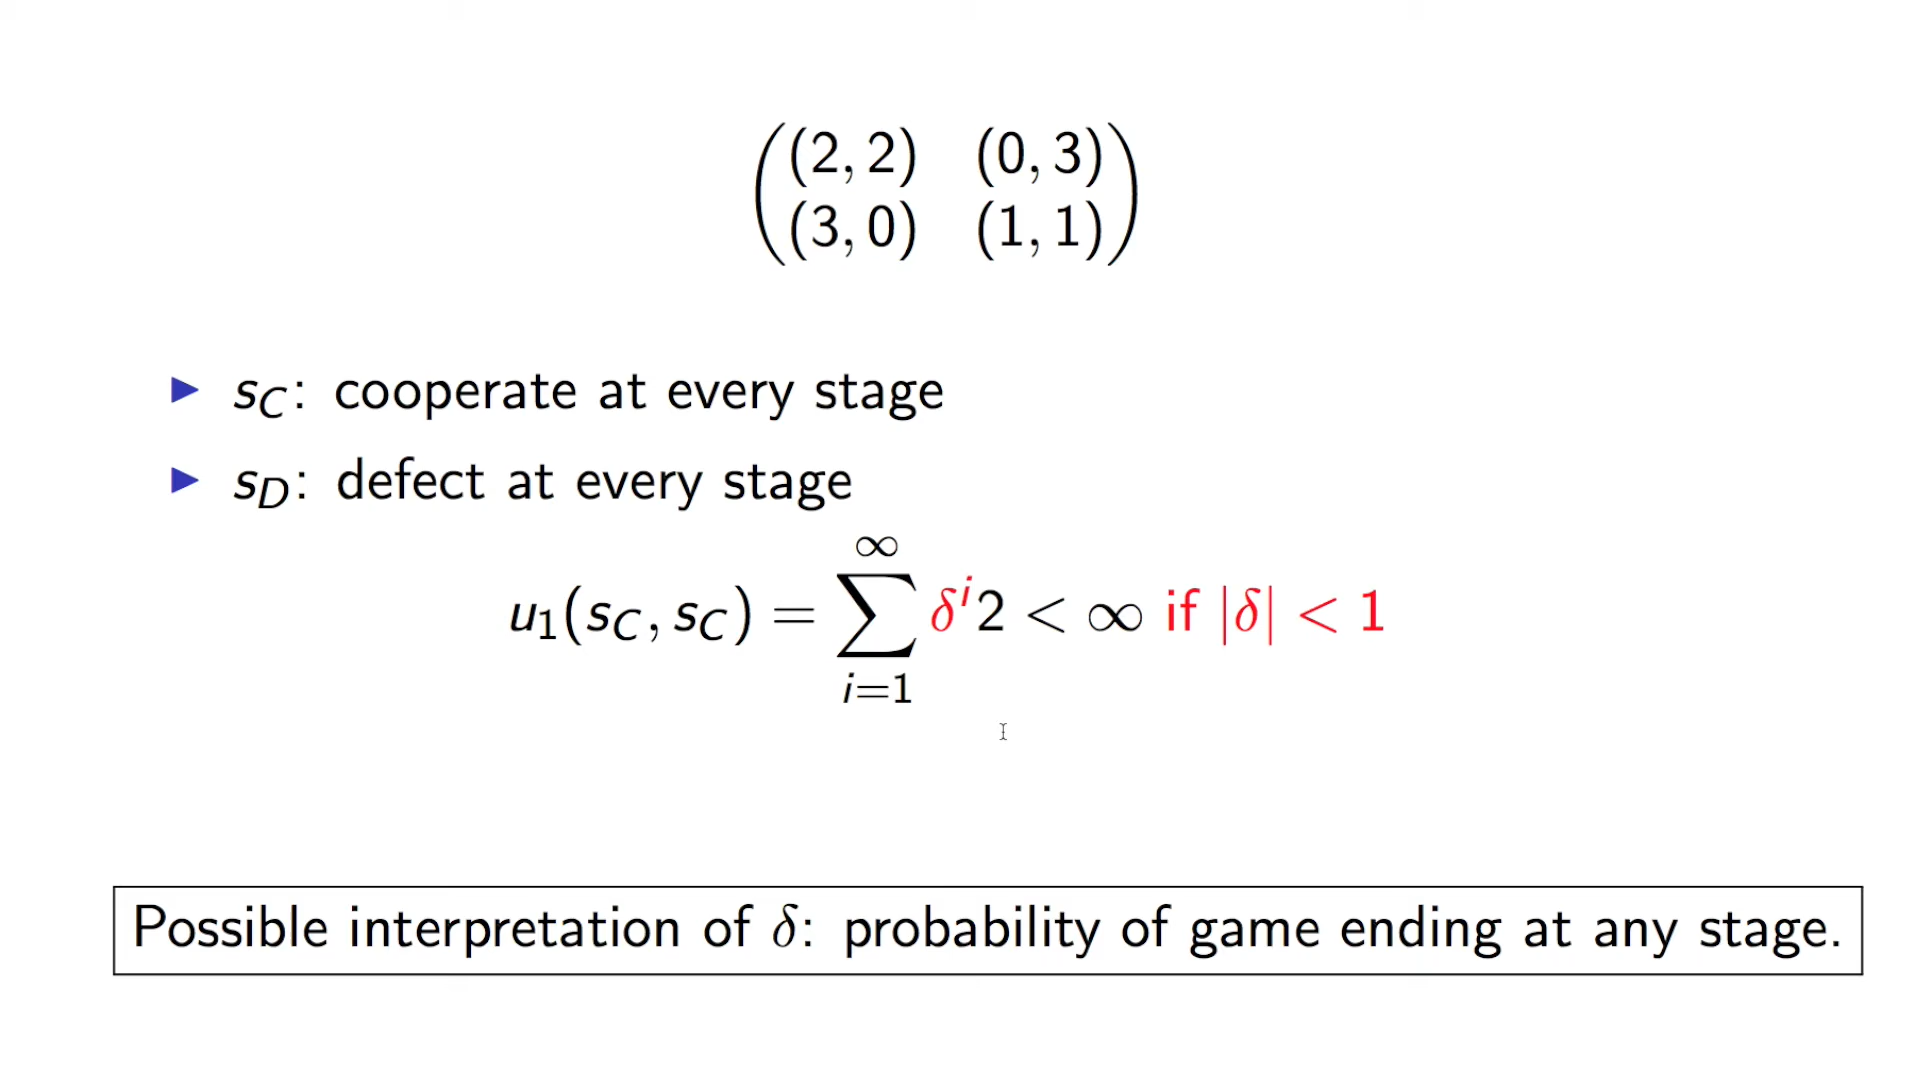 (2, 2) (0, 3)
(3, 0) (1, 1)
▶ s_C: cooperate at every stage
▶ s_D: defect at every stage
u₁(s_C, s_C) = ∑_{i=1}^{∞} δ^i 2 < ∞ if |δ| < 1
Possible interpretation of δ: probability of game ending at any stage.